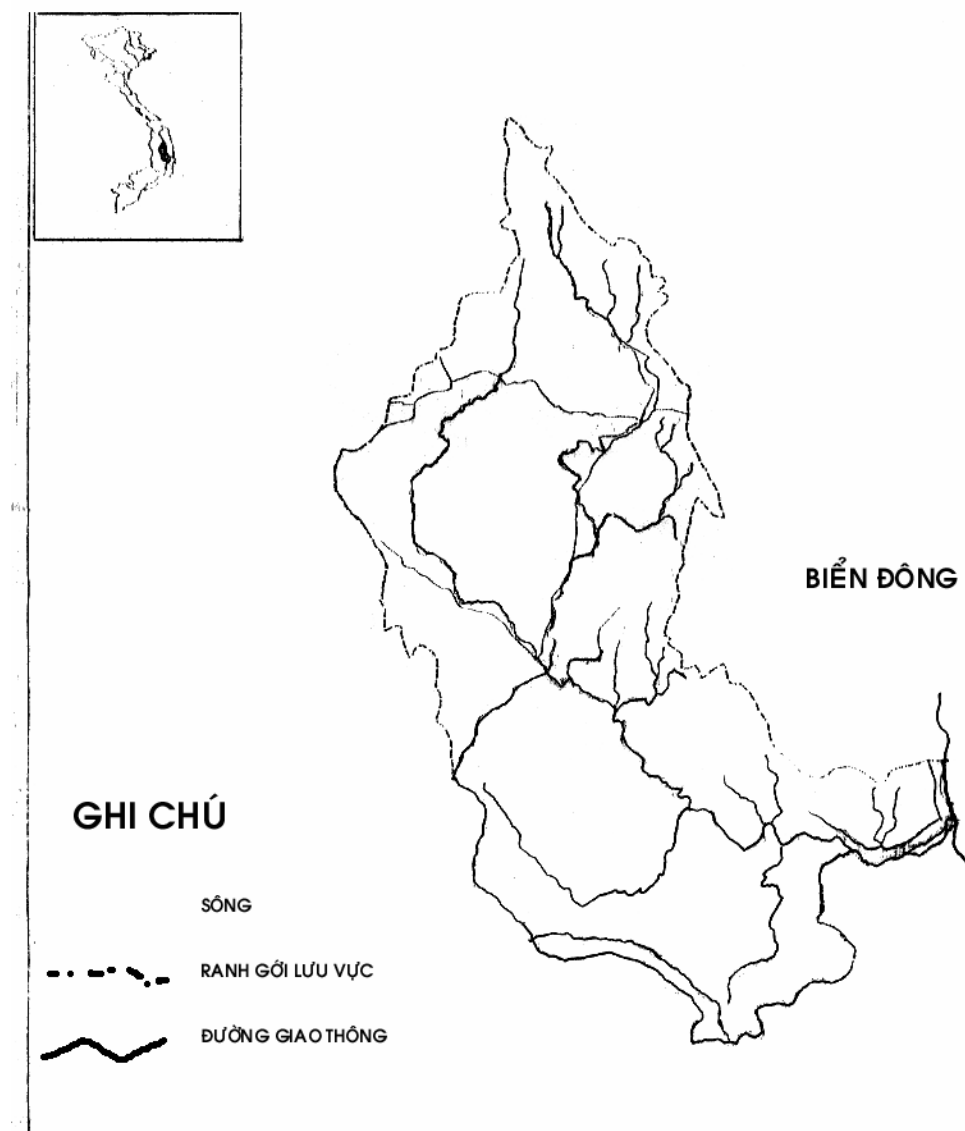 BIỂN ĐÔNG
GHI CHÚ
SÔNG
RANH GỚI LƯU VỰC
ĐƯỜNG GIAO THÔNG